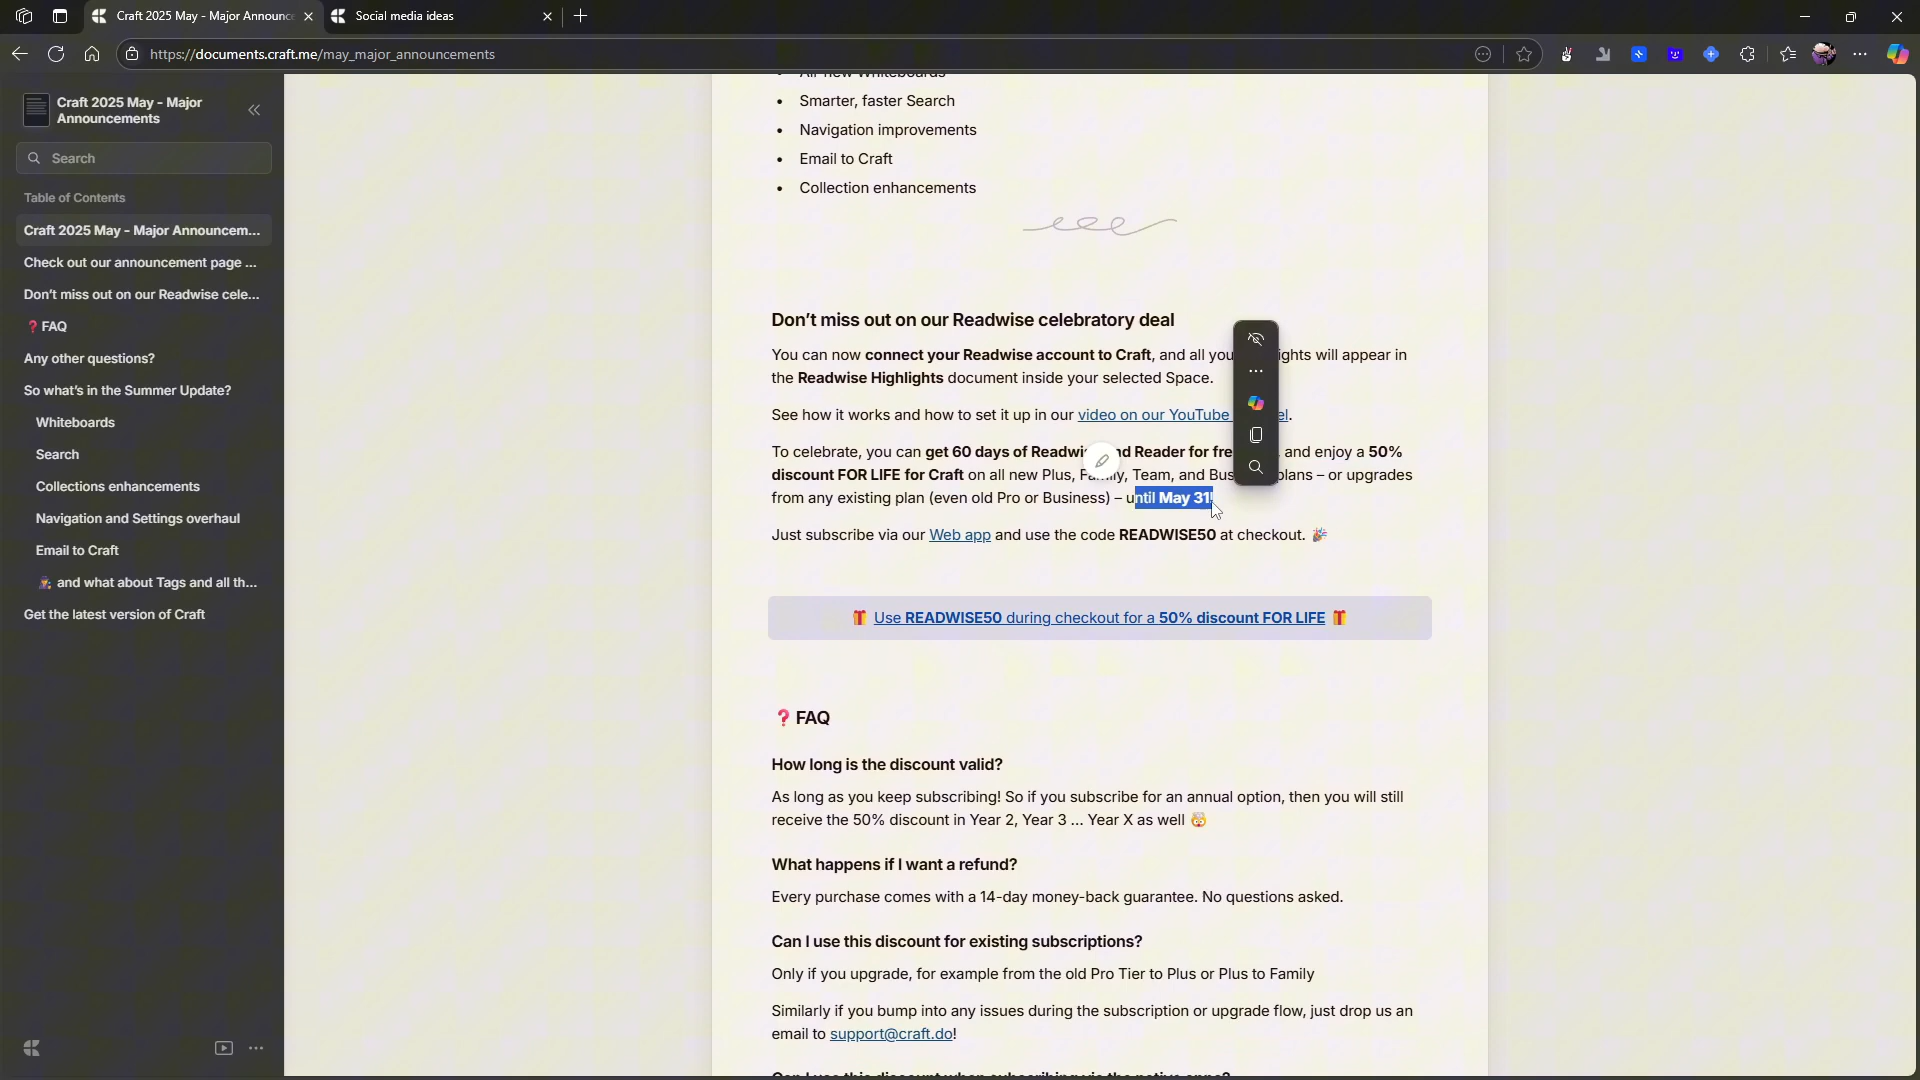 Craft 2025 May - Major Announce
Social media ideas
https://documents.craft.me/may_major_announcements
Craft 2025 May - Major
Announcements
Search
Table of Contents
Craft 2025 May - Major Announcem...
Check out our announcement page ...
Don't miss out on our Readwise cele...
❓ FAQ
Any other questions?
So what's in the Summer Update?
Whiteboards
Search
Collections enhancements
Navigation and Settings overhaul
Email to Craft
and what about Tags and all th...
Get the latest version of Craft
• Smarter, faster Search
• Navigation improvements
• Email to Craft
• Collection enhancements
Don't miss out on our Readwise celebratory deal
You can now connect your Readwise account to Craft, and all you ights will appear in
the Readwise Highlights document inside your selected Space.
See how it works and how to set it up in our video on our YouTube el.
To celebrate, you can get 60 days of Readwi nd Reader for fre and enjoy a 50%
discount FOR LIFE for Craft on all new Plus, Family, Team, and Bus plans – or upgrades
from any existing plan (even old Pro or Business) – until May 31!
Just subscribe via our Web app and use the code READWISE50 at checkout. 🎉
🎁 Use READWISE50 during checkout for a 50% discount FOR LIFE 🎁
❓ FAQ
How long is the discount valid?
As long as you keep subscribing! So if you subscribe for an annual option, then you will still
receive the 50% discount in Year 2, Year 3 ... Year X as well 🤯
What happens if I want a refund?
Every purchase comes with a 14-day money-back guarantee. No questions asked.
Can I use this discount for existing subscriptions?
Only if you upgrade, for example from the old Pro Tier to Plus or Plus to Family
Similarly if you bump into any issues during the subscription or upgrade flow, just drop us an
email to support@craft.do!